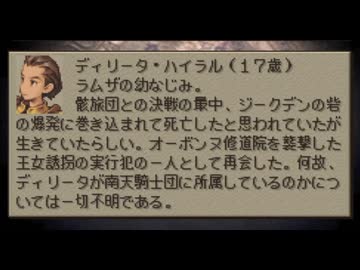 ディリータ・ハイラル（１７歳）
ラムザの幼なじみ。
骸旅団との決戦の最中、ジークデンの砦
の爆発に巻き込まれて死亡したと思われていたが
生きていたらしい。オーボンヌ修道院を襲撃した
王女誘拐の実行犯の一人として再会した。何故、
ディリータが南天騎士団に所属しているのかにつ
いては一切不明である。